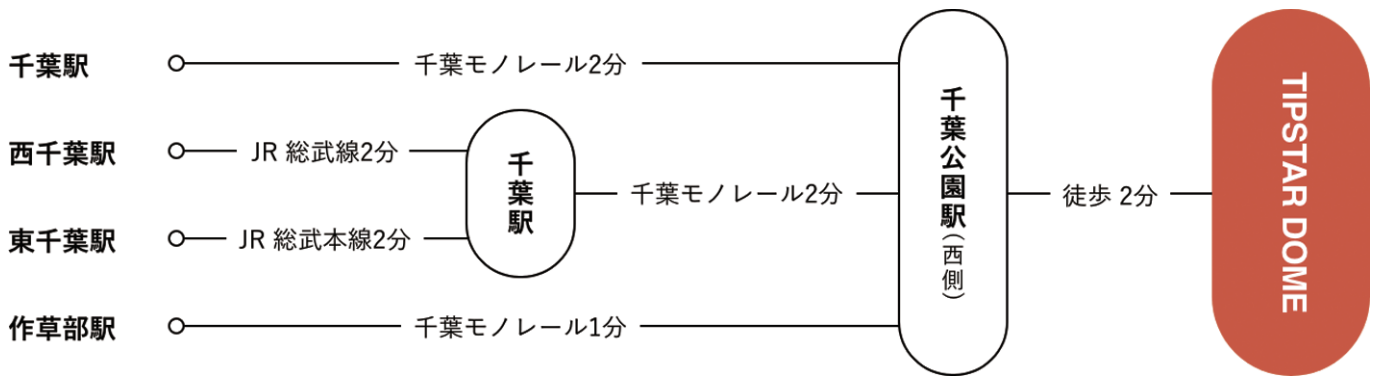 千葉駅
千葉モノレール2分
西千葉駅
JR 総武線2分
東千葉駅
JR 総武本線2分
千葉駅
千葉モノレール2分
作草部駅
千葉モノレール1分
千葉公園駅(西側)
徒歩 2分
TIPSTAR DOME